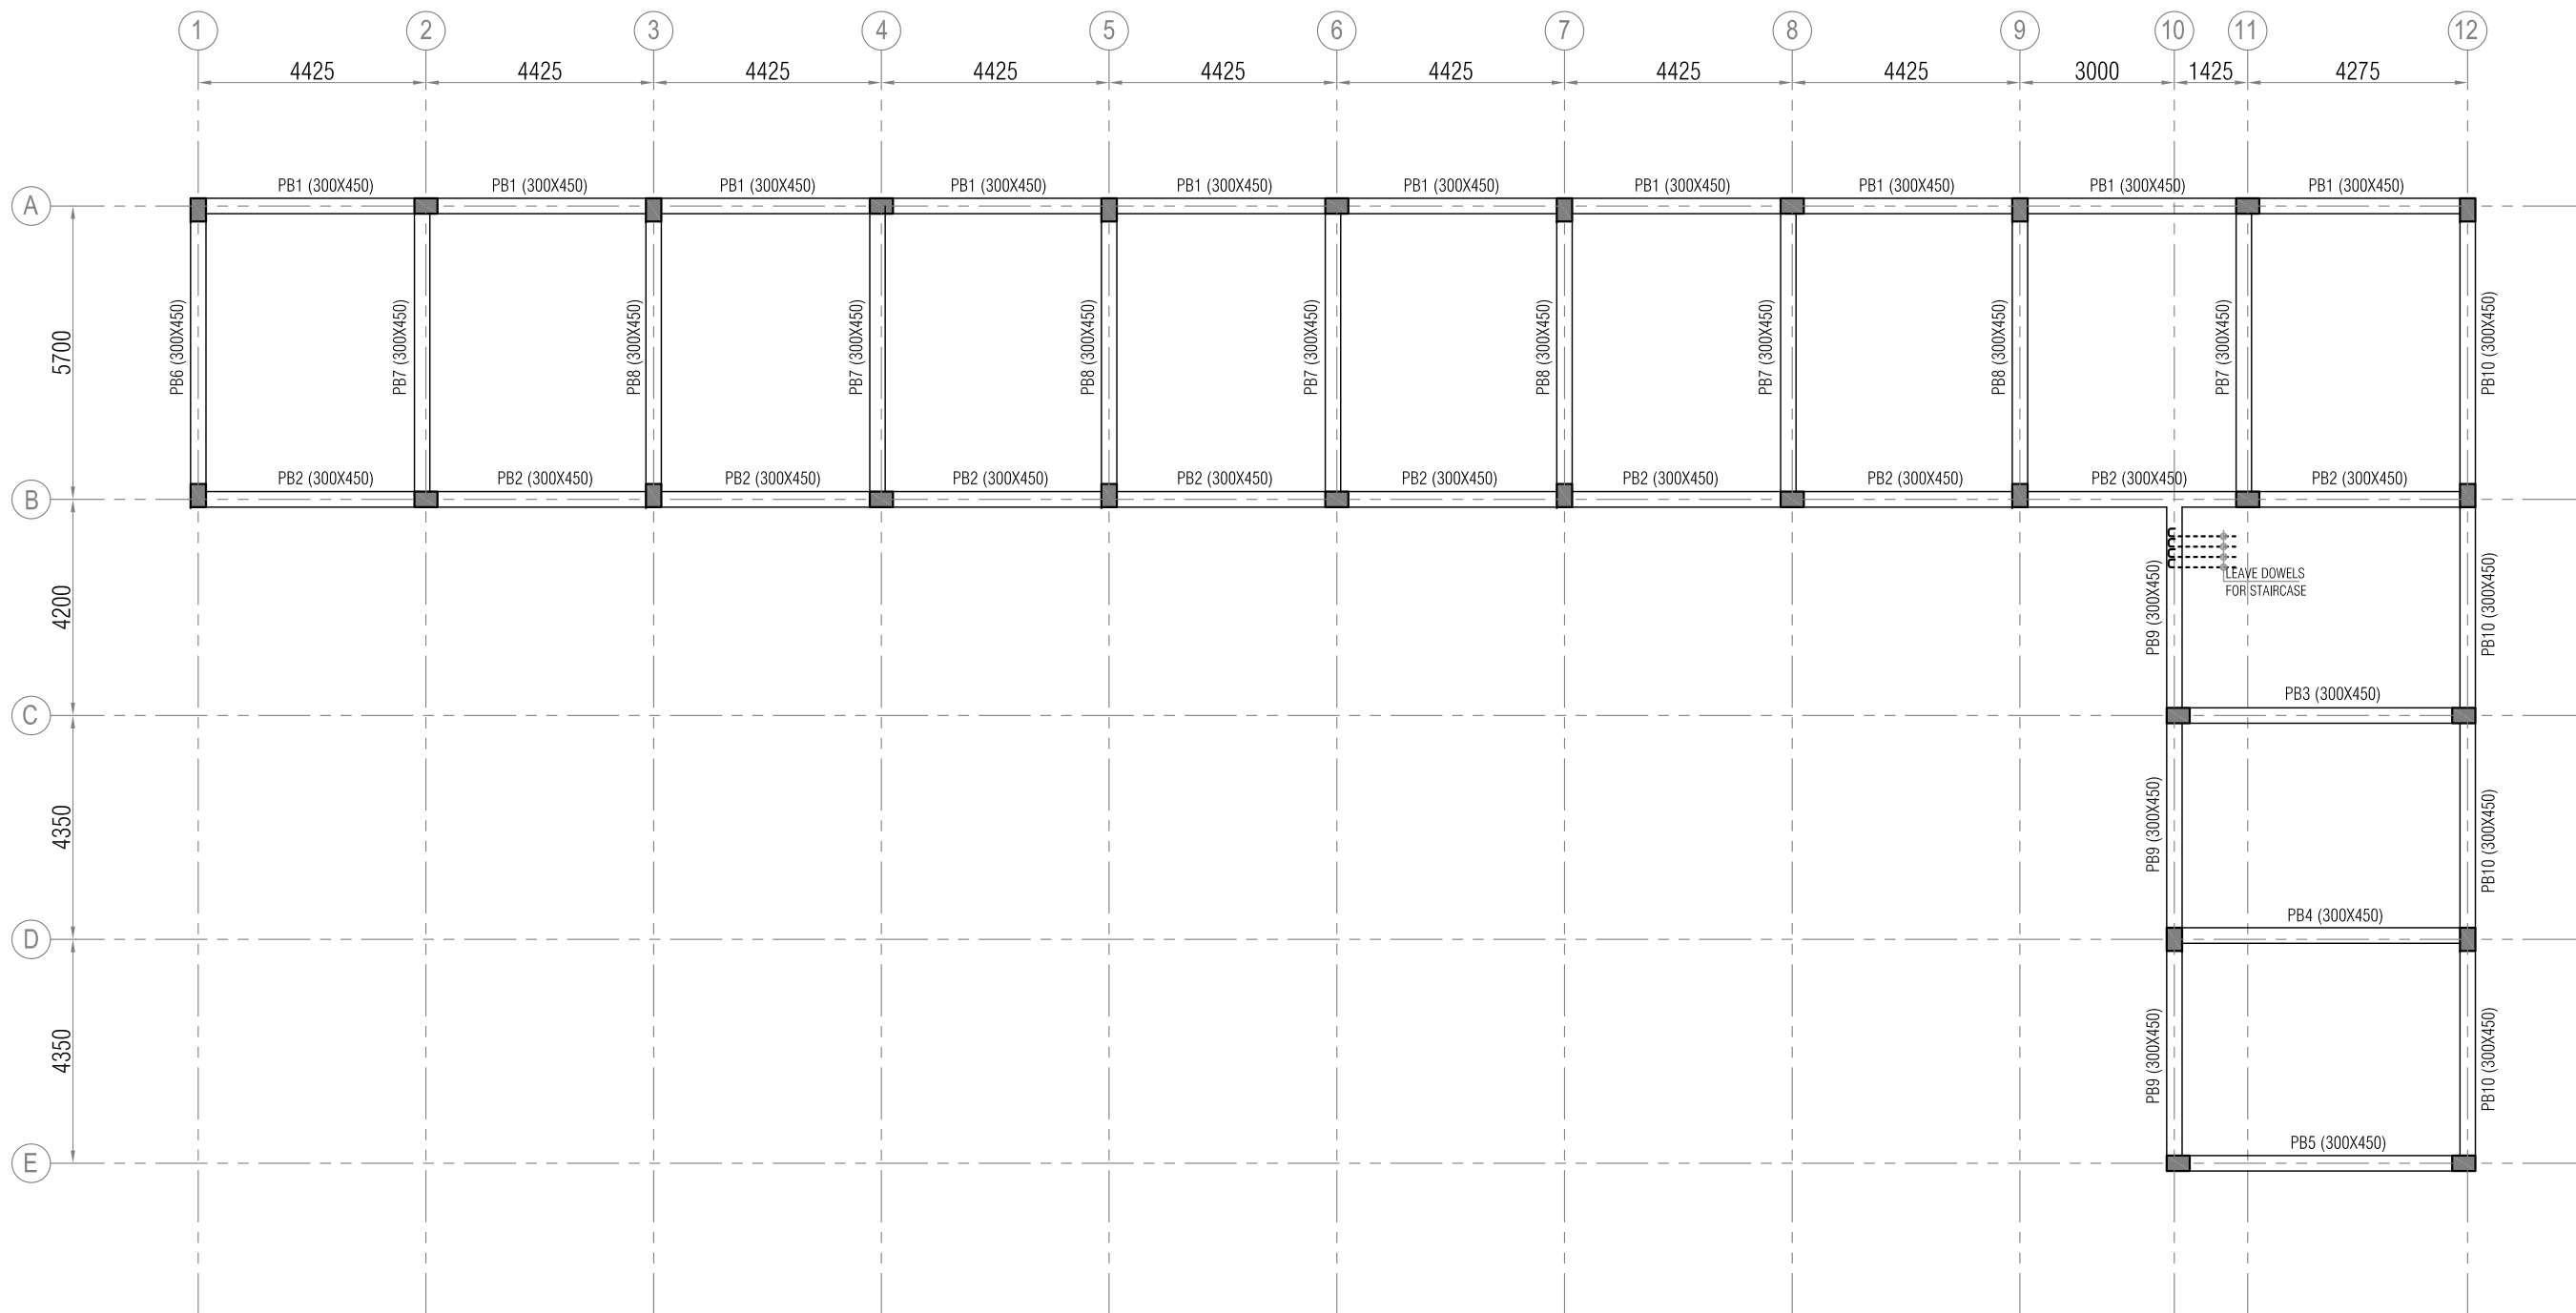 1 2 3 4 5 6 7 8 9 10 11 12
4425 4425 4425 4425 4425 4425 4425 4425 3000 1425 4275
PB1 (300X450) PB1 (300X450) PB1 (300X450) PB1 (300X450) PB1 (300X450) PB1 (300X450) PB1 (300X450) PB1 (300X450) PB1 (300X450) PB1 (300X450)
A
5700
PB6 (300X450) PB7 (300X450) PB8 (300X450) PB7 (300X450) PB8 (300X450) PB7 (300X450) PB8 (300X450) PB7 (300X450) PB8 (300X450) PB7 (300X450) PB10 (300X450)
PB2 (300X450) PB2 (300X450) PB2 (300X450) PB2 (300X450) PB2 (300X450) PB2 (300X450) PB2 (300X450) PB2 (300X450) PB2 (300X450) PB2 (300X450)
B
LEAVE DOWELS
FOR STAIRCASE
4200
PB9 (300X450) PB10 (300X450)
PB3 (300X450)
C
4350
PB9 (300X450) PB10 (300X450)
PB4 (300X450)
D
4350
PB9 (300X450) PB10 (300X450)
PB5 (300X450)
E